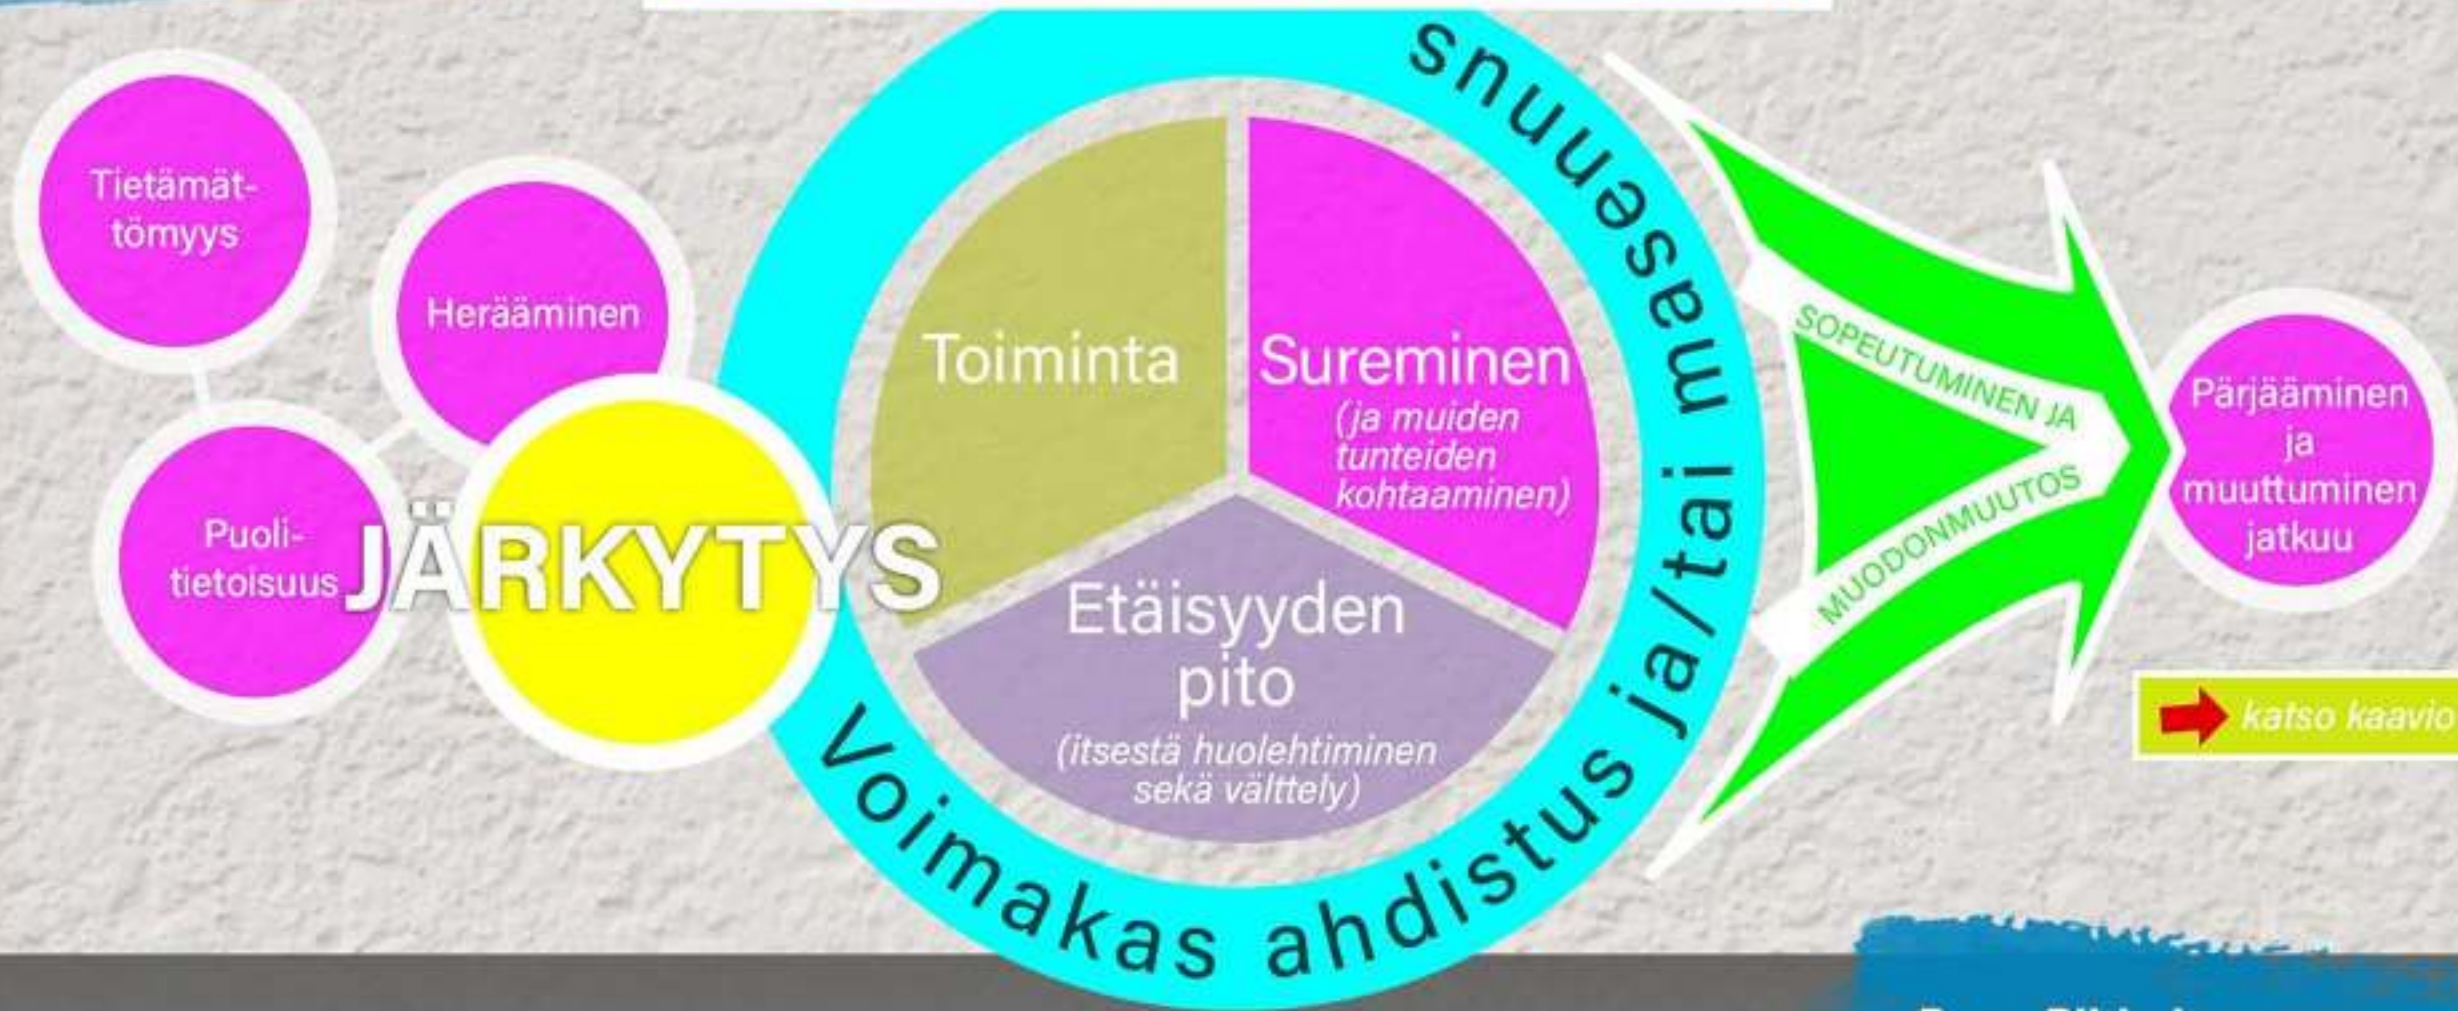 Tietämät-
tömyys
Puoli-
tietoisuus
Herääminen
JÄRKYTYS
Voimakas ahdistus ja/tai masennus
Toiminta
Sureminen
(ja muiden
tunteiden
kohtaaminen)
Etäisyyden
pito
(itsestä huolehtiminen
sekä välttely)
SOPEUTUMINEN JA
MUODONMUUTOS
Pärjääminen
ja
muuttuminen
jatkuu
katso kaavio